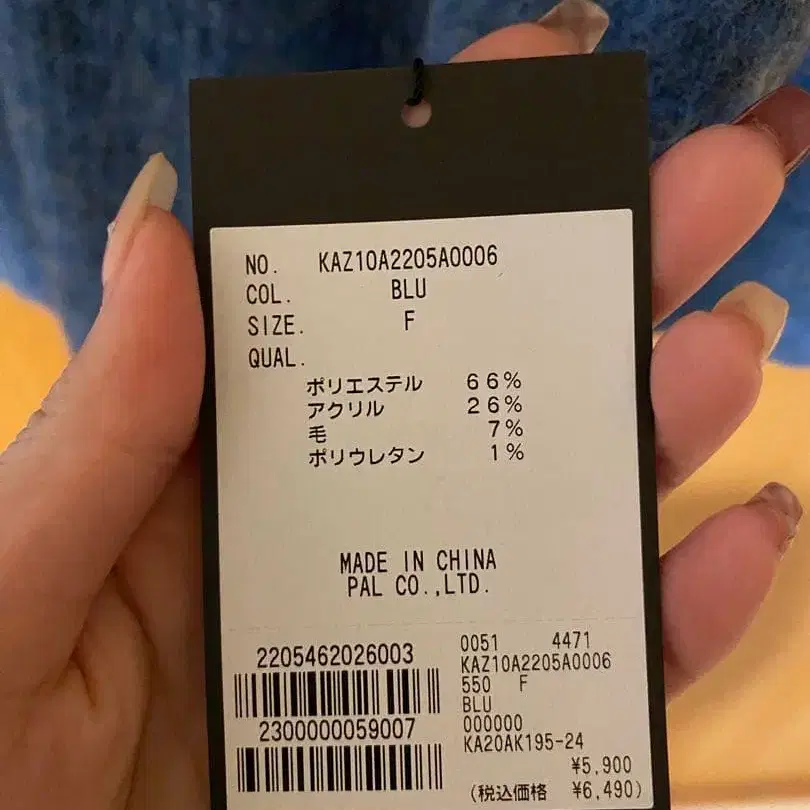 NO. KAZ10A2205A0006
COL. BLU
SIZE. F
QUAL.
ポリエステル 66%
アクリル 26%
毛 7%
ポリウレタン 1%
MADE IN CHINA
PAL CO.,LTD.
2205462026003
2300000059007
0051 4471
KAZ10A2205A0006
550 F
BLU
000000
KA20AK195-24
¥5,900
(税込価格 ¥6,490)